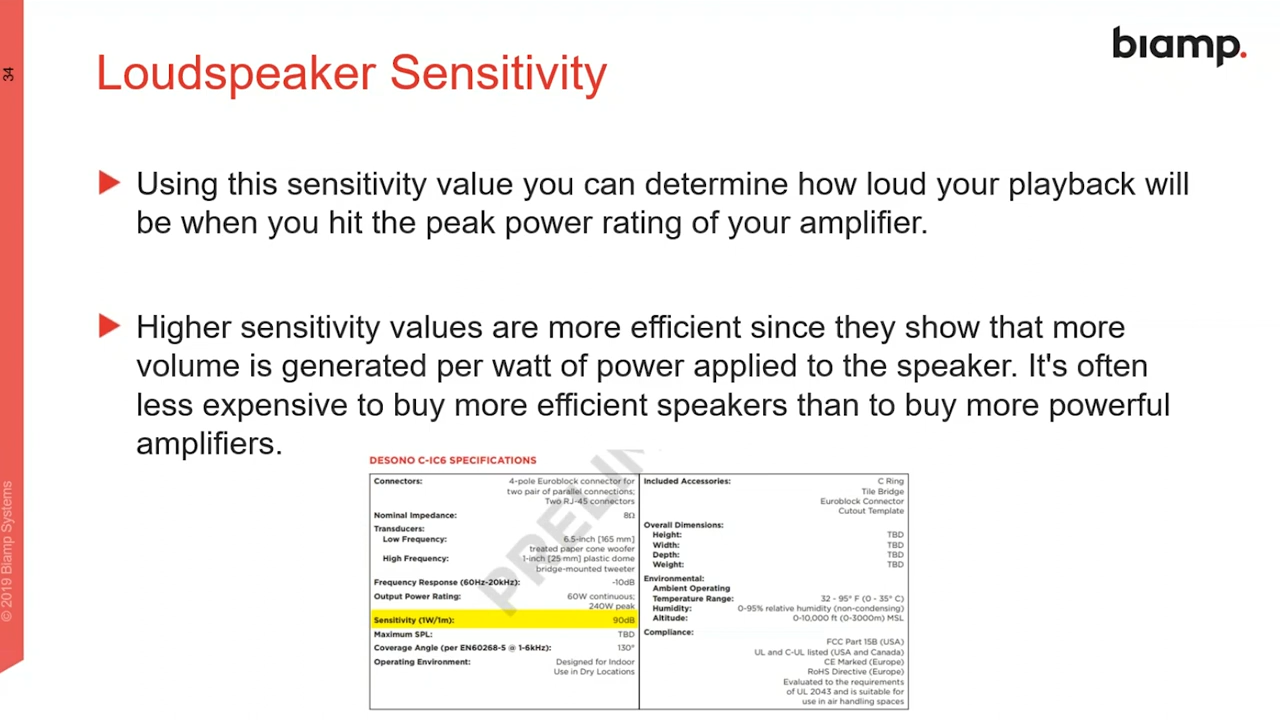 34
biamp.
Loudspeaker Sensitivity
Using this sensitivity value you can determine how loud your playback will
be when you hit the peak power rating of your amplifier.
Higher sensitivity values are more efficient since they show that more
volume is generated per watt of power applied to the speaker. It's often
less expensive to buy more efficient speakers than to buy more powerful
amplifiers.
DESONO C-IC6 SPECIFICATIONS
Connectors: 4-pole Euroblock connector for
two pair of parallel connections;
Two RJ-45 connectors
Nominal Impedance: 8Ω
Transducers:
Low Frequency: 6.5-inch [165 mm]
treated paper cone woofer
High Frequency: 1-inch [25 mm] plastic dome
bridge-mounted tweeter
Frequency Response (60Hz-20kHz): -10dB
Output Power Rating: 60W continuous;
240W peak
Sensitivity (1W/1m): 90dB
Maximum SPL: TBD
Coverage Angle (per EN60268-5 @ 1-6kHz): 130°
Operating Environment: Designed for Indoor
Use in Dry Locations
Included Accessories: C Ring
Tile Bridge
Euroblock Connector
Cutout Template
Overall Dimensions:
Height: TBD
Width: TBD
Depth: TBD
Weight: TBD
Environmental:
Ambient Operating
Temperature Range: 32 - 95° F (0 - 35° C)
Humidity: 0-95% relative humidity (non-condensing)
Altitude: 0-10,000 ft (0-3000m) MSL
Compliance:
FCC Part 15B (USA)
UL and C-UL listed (USA and Canada)
CE Marked (Europe)
RoHS Directive (Europe)
Evaluated to the requirements
of UL 2043 and is suitable for
use in air handling spaces
PRELIN
© 2019 Biamp Systems